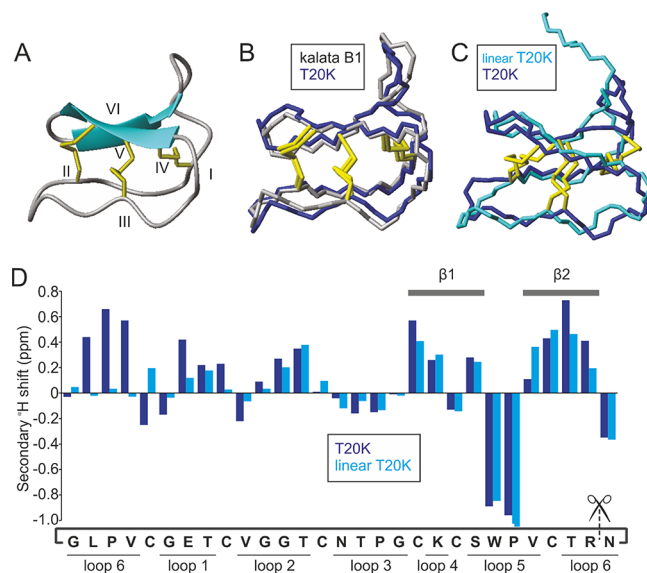 A
VI
V
IV
II
I
III
B
kalata B1
T20K
C
linear T20K
T20K
D
β1
β2
Secondary αH shift (ppm)
0.8
0.6
0.4
0.2
0
-0.2
-0.4
-0.6
-0.8
-1.0
T20K
linear T20K
G L P V C G E T C V G G T C N T P G C K C S W P V C T R N
loop 6 loop 1 loop 2 loop 3 loop 4 loop 5 loop 6